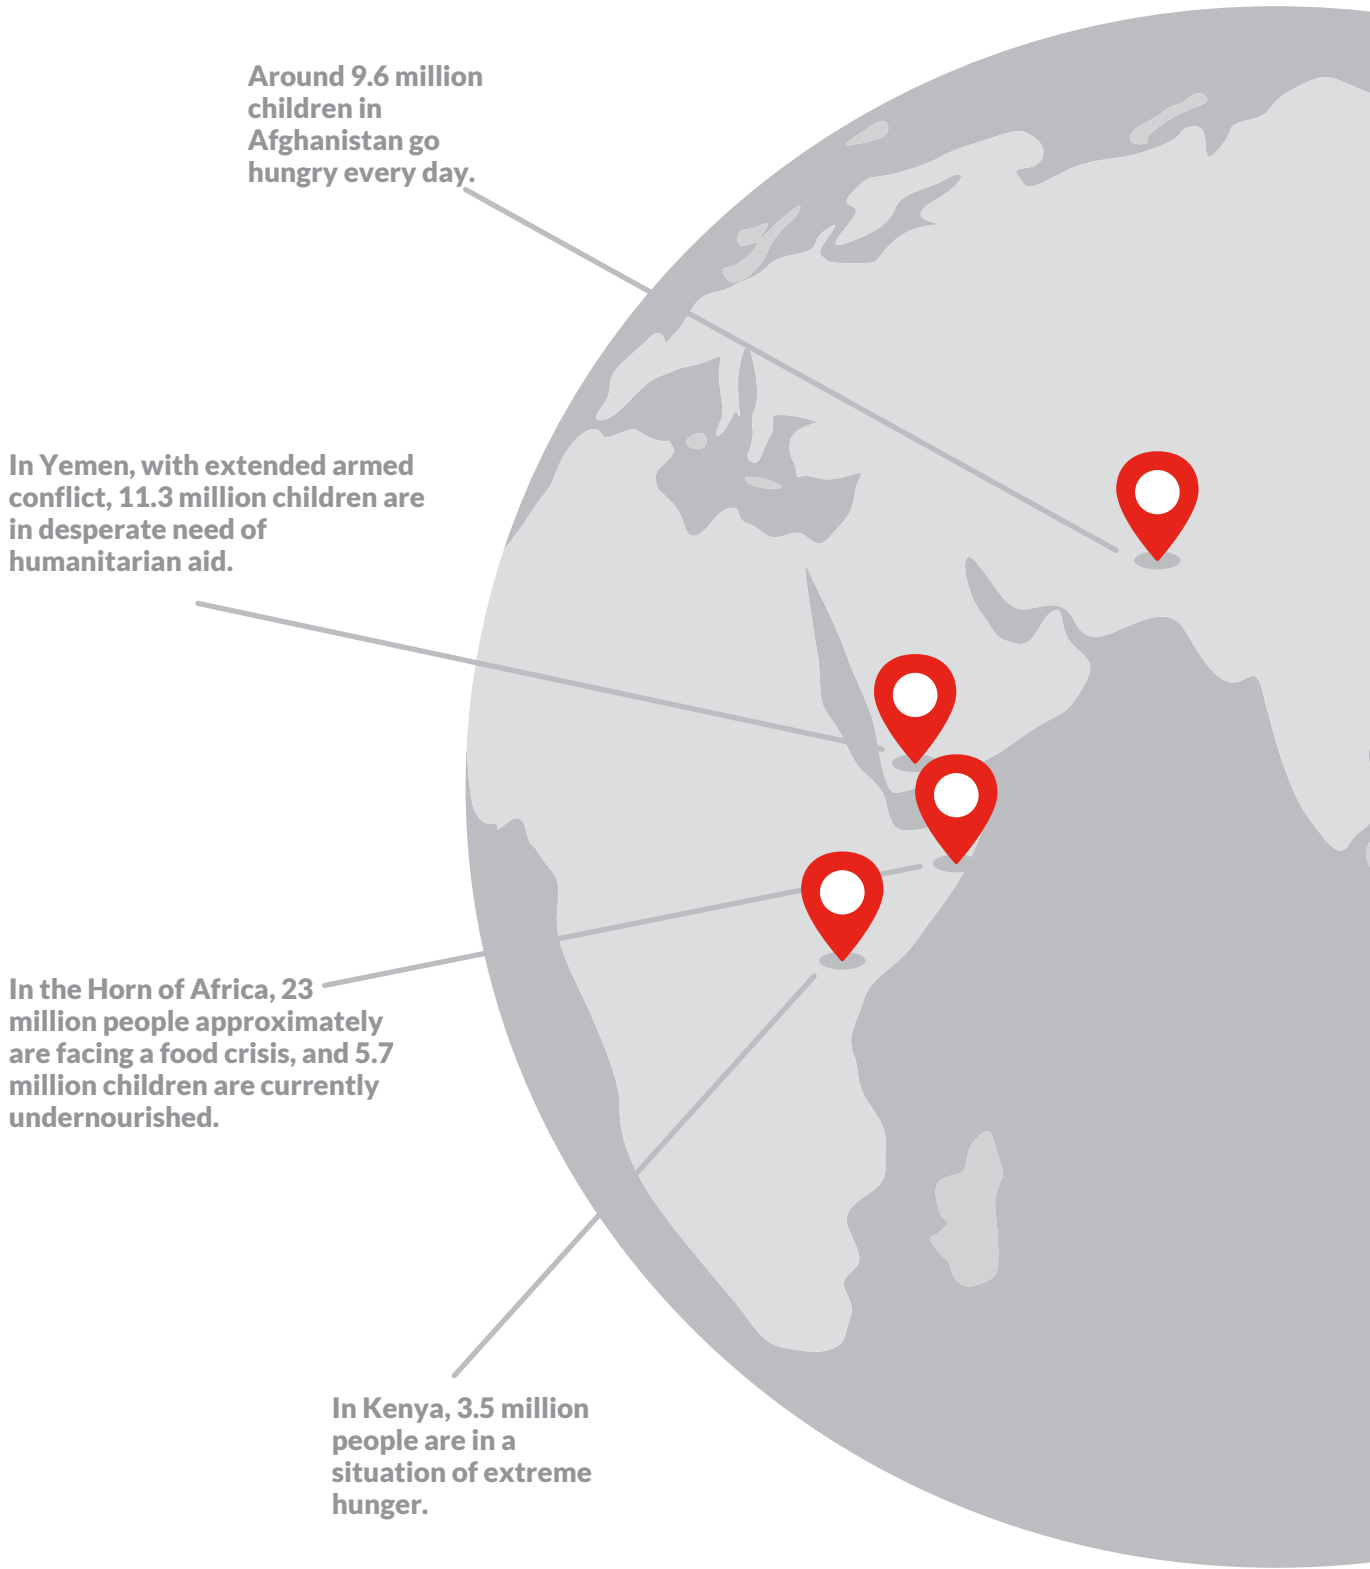 Around 9.6 million
children in
Afghanistan go
hungry every day.
In Yemen, with extended armed
conflict, 11.3 million children are
in desperate need of
humanitarian aid.
In the Horn of Africa, 23
million people approximately
are facing a food crisis, and 5.7
million children are currently
undernourished.
In Kenya, 3.5 million
people are in a
situation of extreme
hunger.